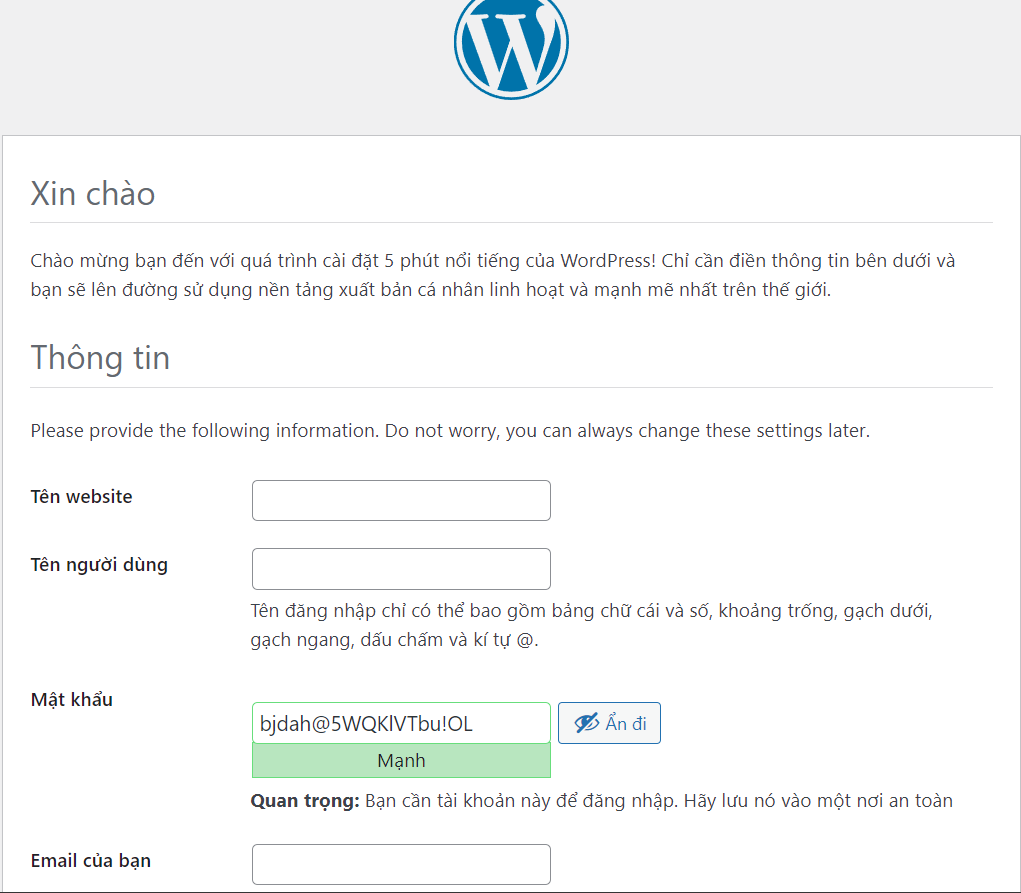 Xin chào
Chào mừng bạn đến với quá trình cài đặt 5 phút nổi tiếng của WordPress! Chỉ cần điền thông tin bên dưới và
bạn sẽ lên đường sử dụng nền tảng xuất bản cá nhân linh hoạt và mạnh mẽ nhất trên thế giới.
Thông tin
Please provide the following information. Do not worry, you can always change these settings later.
Tên website
Tên người dùng
Tên đăng nhập chỉ có thể bao gồm bảng chữ cái và số, khoảng trống, gạch dưới,
gạch ngang, dấu chấm và kí tự @.
Mật khẩu
bjdah@5WQKlVTbu!OL
Ẩn đi
Mạnh
Quan trọng: Bạn cần tài khoản này để đăng nhập. Hãy lưu nó vào một nơi an toàn
Email của bạn